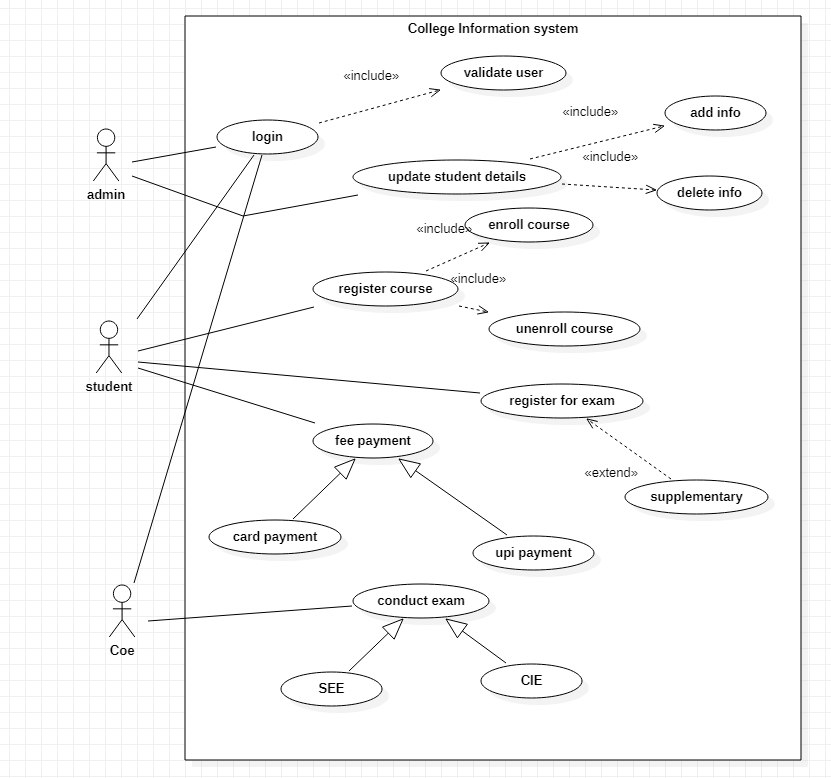 College Information system
«include»
validate user
«include»
add info
login
admin
«include»
update student details
delete info
«include»
enroll course
register course
«include»
unenroll course
student
register for exam
fee payment
«extend»
supplementary
card payment
upi payment
conduct exam
Coe
SEE
CIE